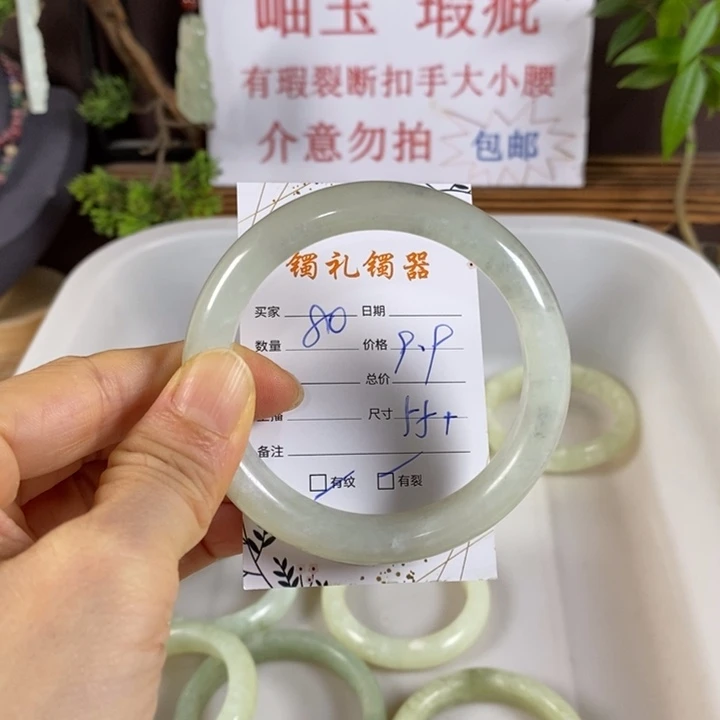 岫玉 瑕疵
有瑕裂断扣手大小腰
介意勿拍 包邮
镯礼镯器
买家 80 日期
数量 价格 9.9
总价
尺寸 55+
备注
有纹 有裂